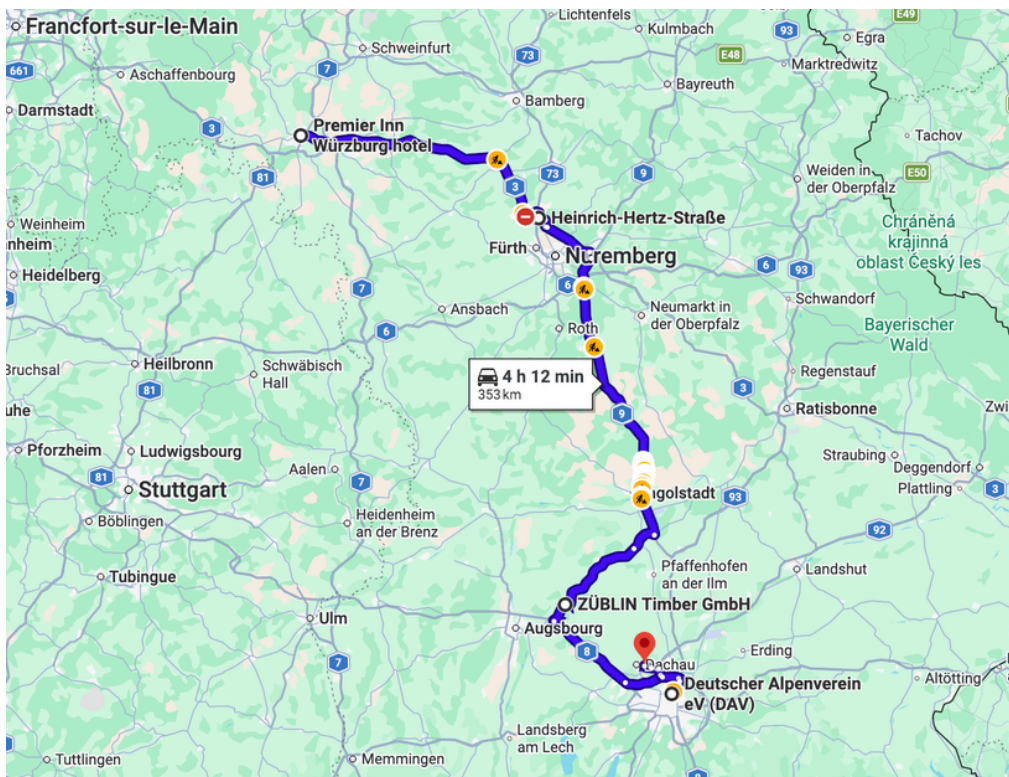 Francfort-sur-le-Main
Lichtenfels
Kulmbach
93
E49
Egra
Schweinfurt
73
E48
Marktredwitz
661
Aschaffenbourg
7
Bayreuth
Bamberg
Darmstadt
3
Premier Inn
Würzburg hotel
Tachov
81
3
73
9
Weiden in
der Oberpfalz
E50
Weinheim
nnheim
Heinrich-Hertz-Straße
Chráněná
krajinná
oblast Český les
Fürth
Nuremberg
6
93
Heidelberg
7
6
Schwandorf
Ansbach
Neumarkt in
der Oberpfalz
6
Roth
Bayerischer
Wald
Heilbronn
Bruchsal
Schwäbisch
Hall
4 h 12 min
353 km
3
Regenstauf
81
9
Ratisbonne
Zwi
uhe
Pforzheim
Ludwigsbourg
Straubing
Deggendorf
Plattling
3
81
Aalen
7
Stuttgart
ngolstadt
93
Böblingen
Heidenheim
an der Brenz
92
Tubingue
Pfaffenhofen
an der Ilm
Landshut
ZÜBLIN Timber GmbH
Ulm
Augsbourg
7
8
Dachau
Erding
Deutscher Alpenverein
eV (DAV)
Altötting
Landsberg
am Lech
Tuttlingen
Memmingen
8